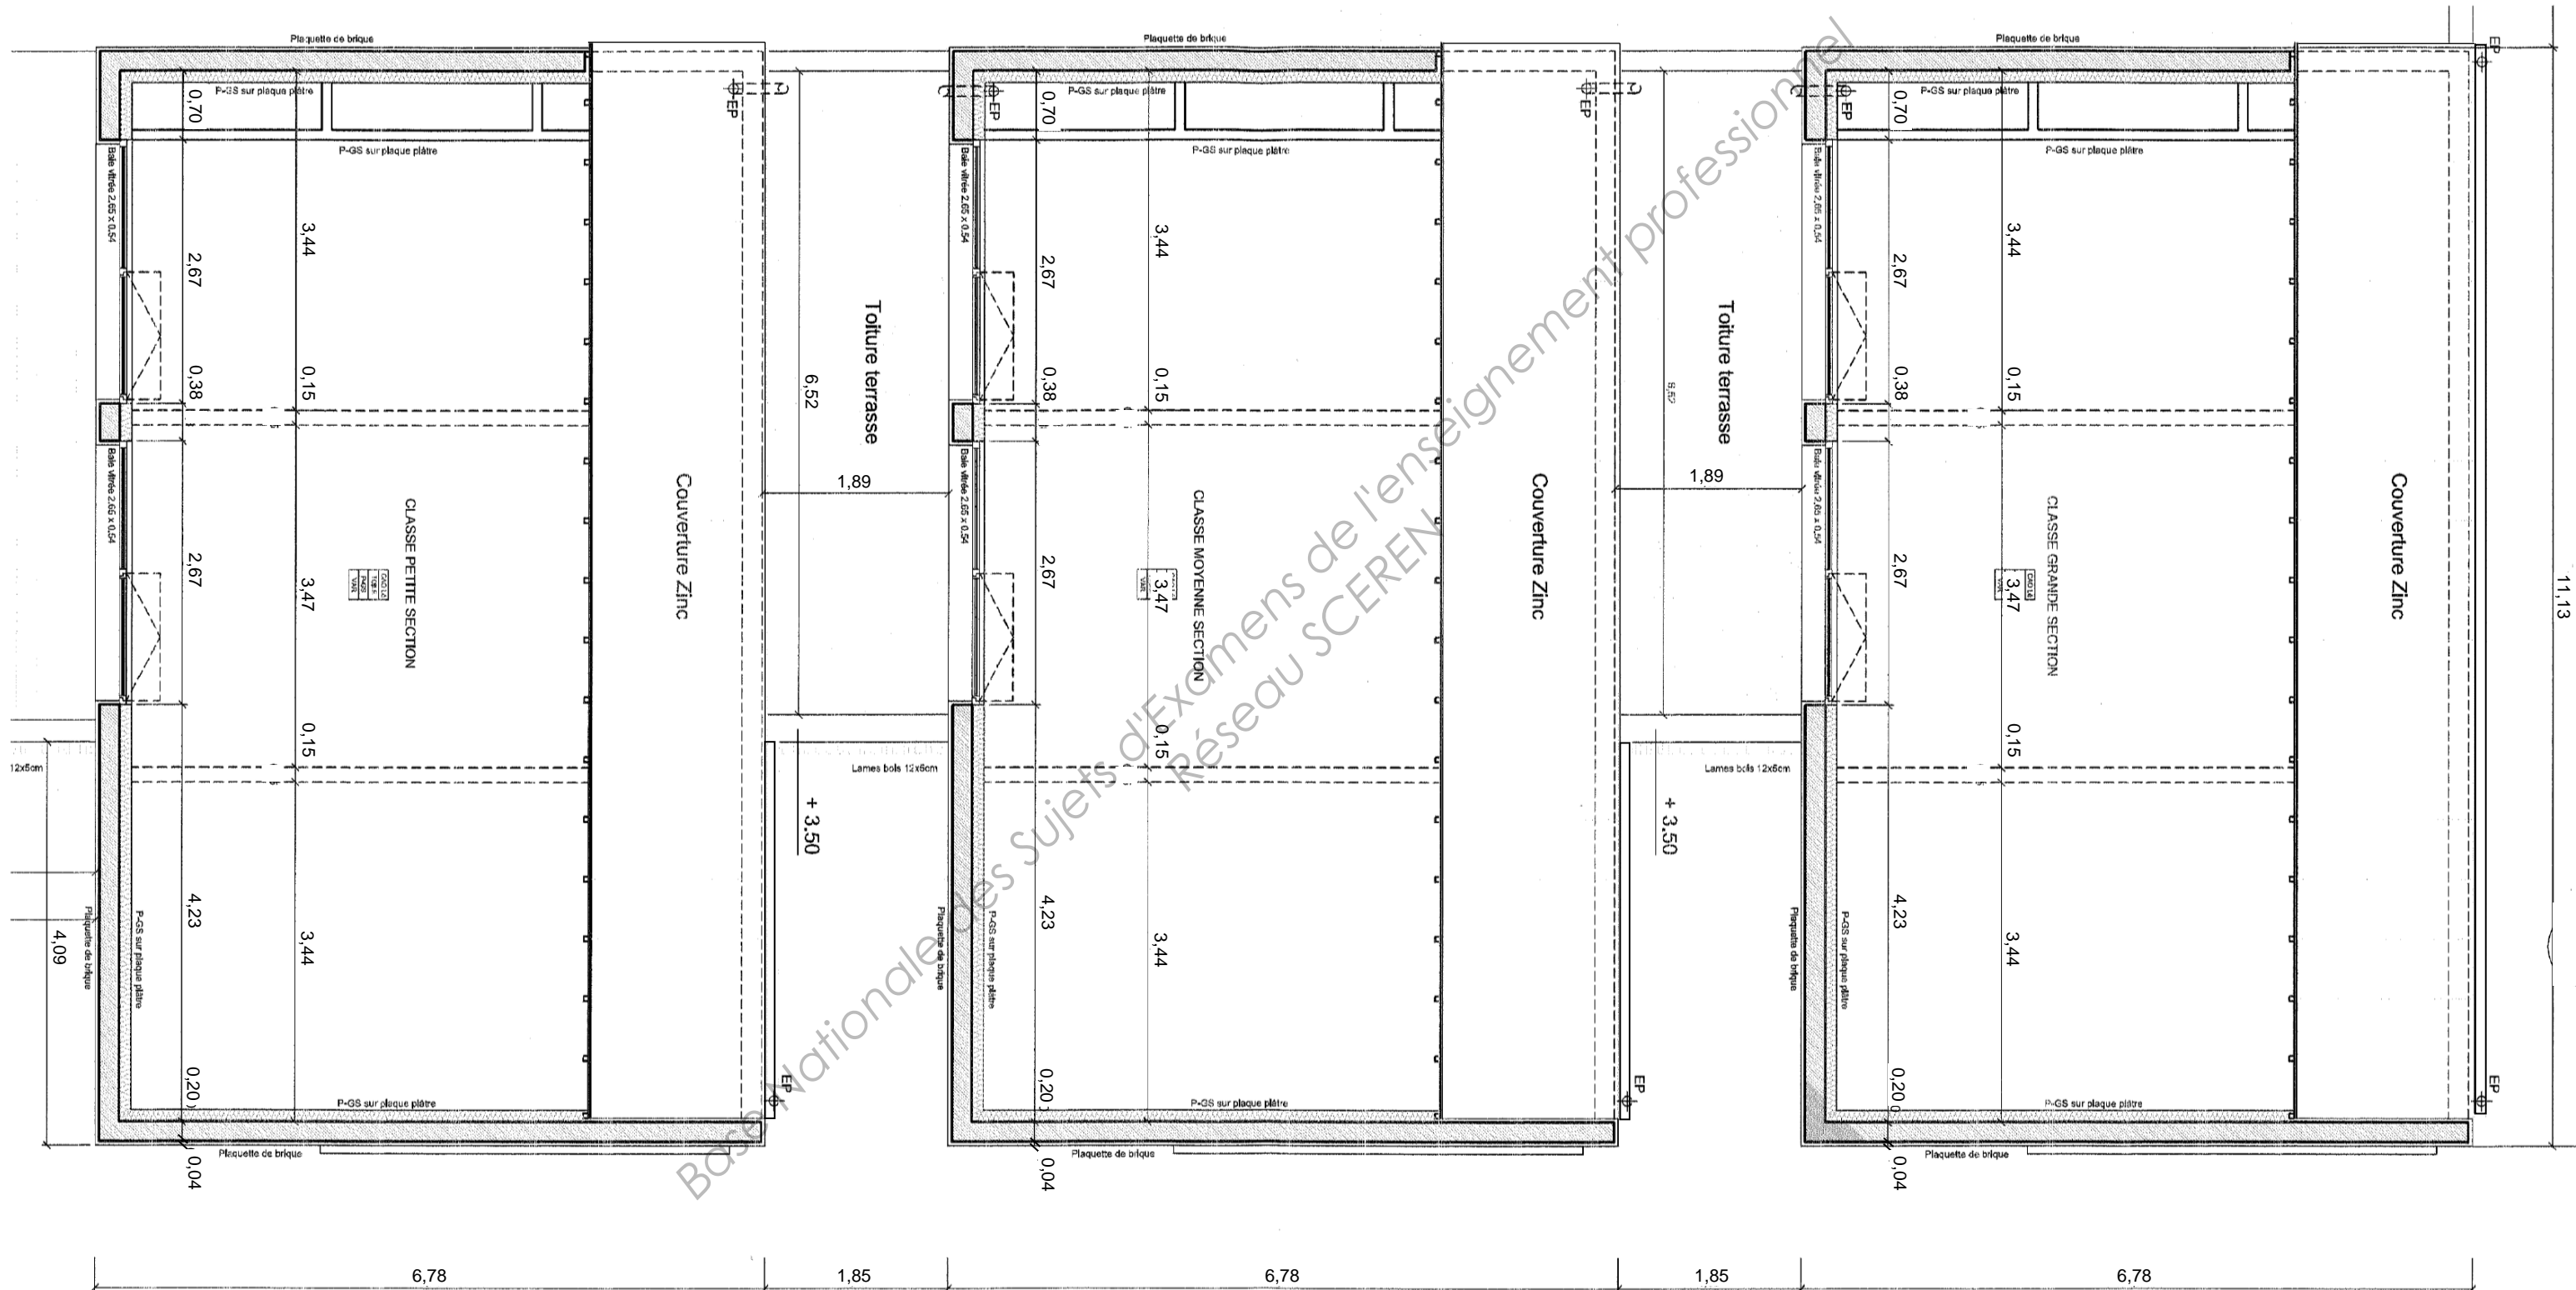 Plaquette de brique
Plaquette de brique
Plaquette de brique
EP
P-GS sur plaque plâtre
P-GS sur plaque plâtre
P-GS sur plaque plâtre
0,70
EP
EP
0,70
EP
EP
0,70
P-GS sur plaque plâtre
P-GS sur plaque plâtre
P-GS sur plaque plâtre
Baie vitrée 2.65 x 0.54
Baie vitrée 2.65 x 0.54
Baie vitrée 2.65 x 0.54
3,44
3,44
3,44
2,67
2,67
2,67
Toiture terrasse
Toiture terrasse
0,38
0,15
6,52
0,38
0,15
6,52
0,38
0,15
Baie vitrée 2.65 x 0.54
Baie vitrée 2.65 x 0.54
Baie vitrée 2.65 x 0.54
1,89
1,89
CLASSE PETITE SECTION
Couverture Zinc
CLASSE MOYENNE SECTION
Couverture Zinc
CLASSE GRANDE SECTION
Couverture Zinc
11,13
2,67
3,47
2,67
3,47
2,67
3,47
VAR
VAR
VAR
0,15
0,15
0,15
12x6cm
Lames bois 12x6cm
Lames bois 12x6cm
+ 3.50
+ 3.50
4,09
Plaquette de brique
P-GS sur plaque plâtre
4,23
3,44
Plaquette de brique
P-GS sur plaque plâtre
4,23
3,44
Plaquette de brique
P-GS sur plaque plâtre
4,23
3,44
0,20
EP
0,20
EP
0,20
EP
P-GS sur plaque plâtre
P-GS sur plaque plâtre
P-GS sur plaque plâtre
Plaquette de brique
0,04
Plaquette de brique
0,04
Plaquette de brique
0,04
6,78
1,85
6,78
1,85
6,78
Base Nationale des Sujets d'Examens de l'enseignement professionnel
Réseau SCEREN